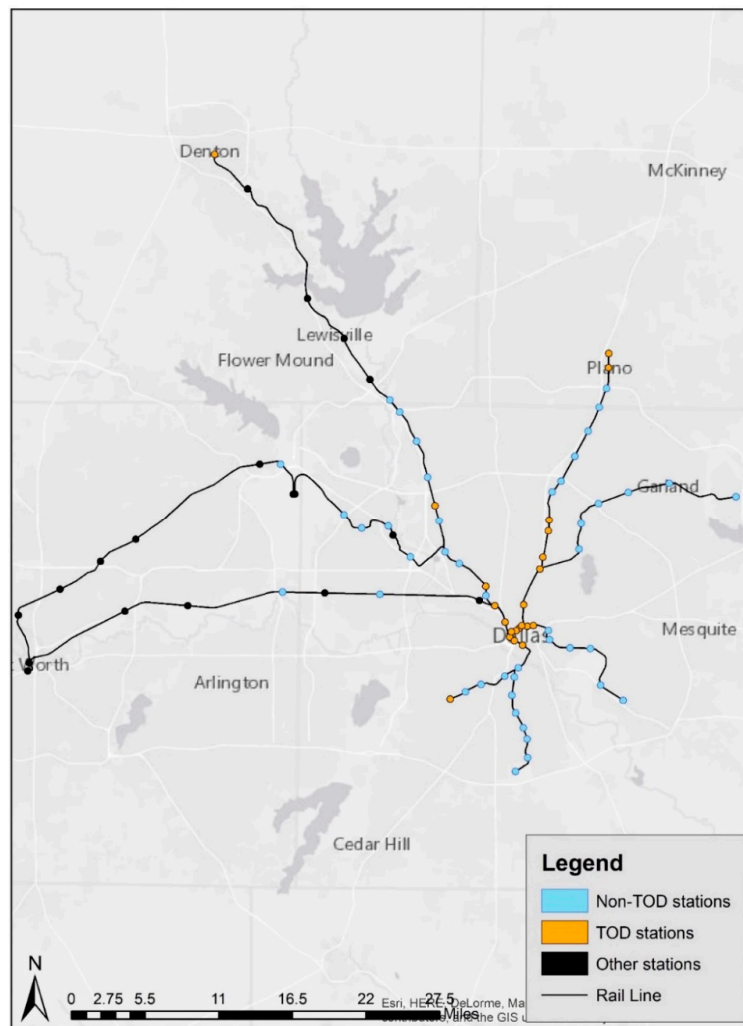 Denton
McKinney
Lewisville
Flower Mound
Plano
Garland
Dallas
Mesquite
t Worth
Arlington
Cedar Hill
Legend
Non-TOD stations
TOD stations
Other stations
Rail Line
N
0 2.75 5.5 11 16.5 22 27.5
Miles
Esri, HERE, DeLorme, Ma
contributors, and the GIS u